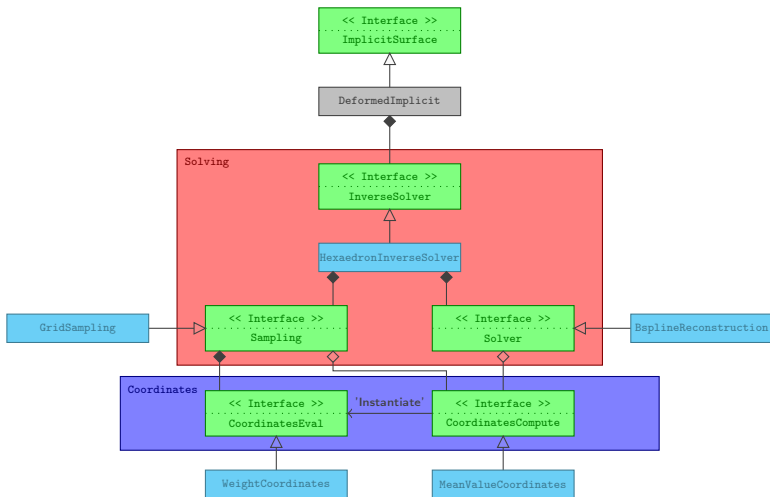 << Interface >>
ImplicitSurface
DeformedImplicit
Solving
<< Interface >>
InverseSolver
HexaedronInverseSolver
<< Interface >>
Sampling
<< Interface >>
Solver
GridSampling
BsplineReconstruction
Coordinates
<< Interface >>
CoordinatesEval
'Instantiate'
<< Interface >>
CoordinatesCompute
WeightCoordinates
MeanValueCoordinates